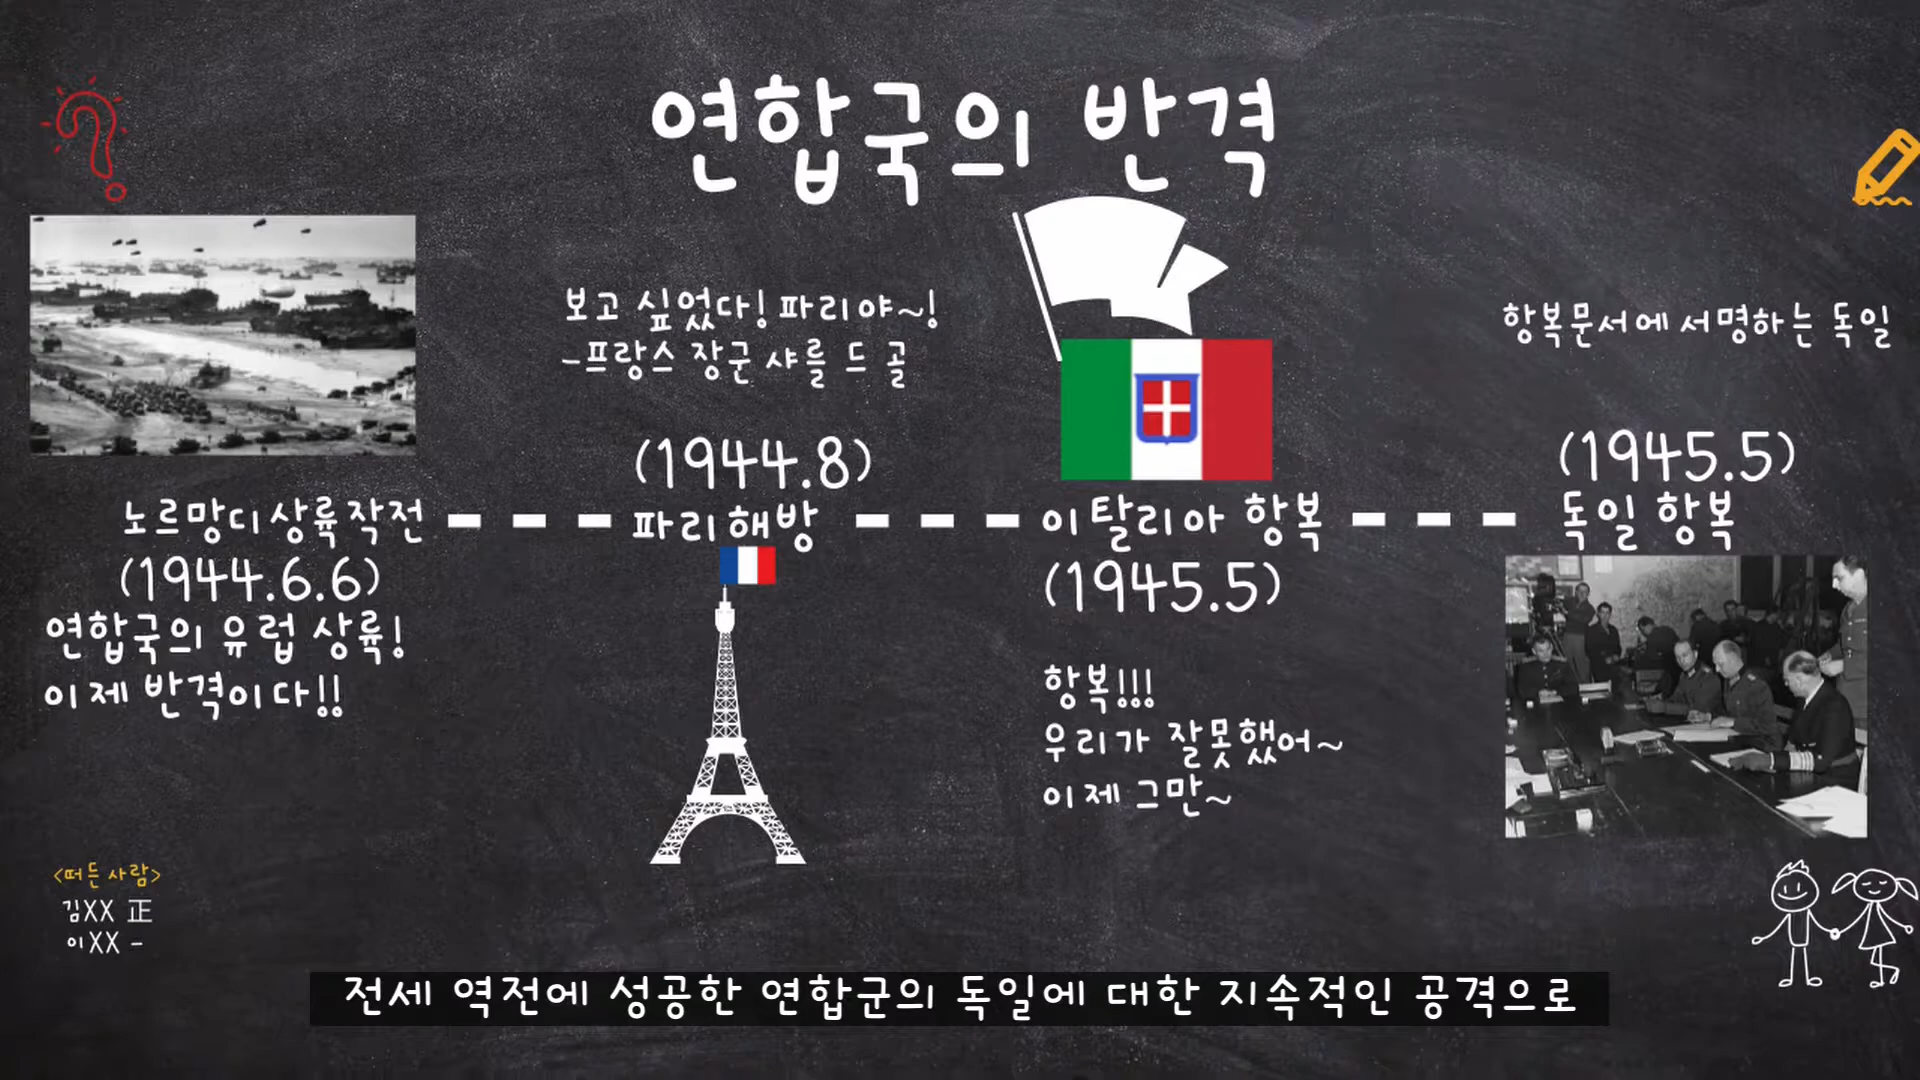 연합국의 반격
보고 싶었다! 파리야~!
-프랑스 장군 샤를 드 골
항복문서에 서명하는 독일
노르망디상륙작전
(1944.6.6)
연합국의 유럽 상륙!
이제 반격이다!!
(1944.8)
파리해방
이탈리아 항복
(1945.5)
항복!!!
우리가 잘못했어~
이제 그만~
(1945.5)
독일 항복
<떠든 사람>
김XX 正
이XX -
전세 역전에 성공한 연합군의 독일에 대한 지속적인 공격으로